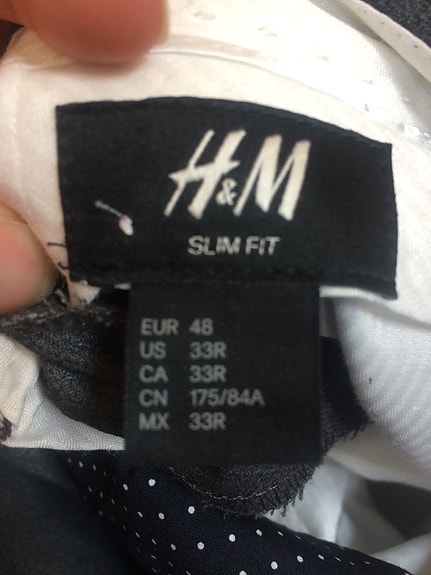 H&M
SLIM FIT
EUR 48
US 33R
CA 33R
CN 175/84A
MX 33R